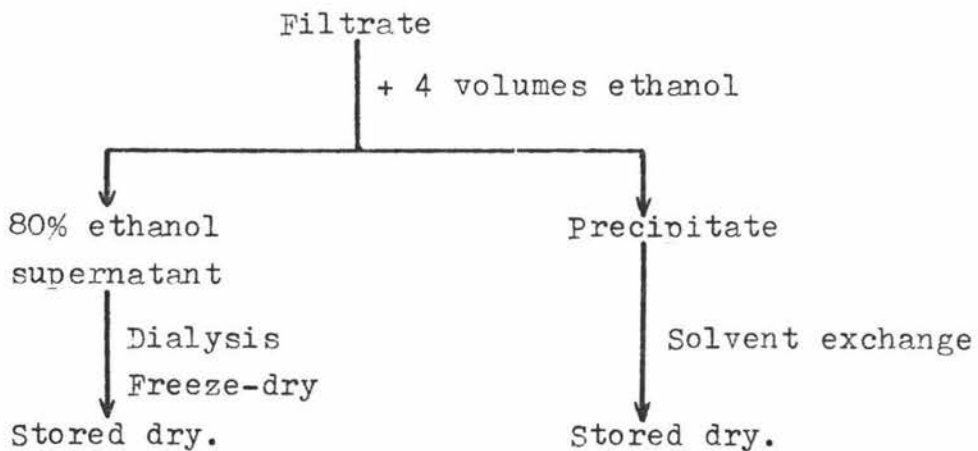 Filtrate
+ 4 volumes ethanol
80% ethanol
supernatant
Precipitate
Dialysis
Freeze-dry
Solvent exchange
Stored dry.
Stored dry.